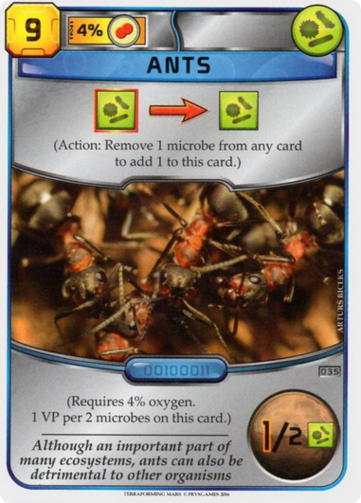 9
4%
ANTS
(Action: Remove 1 microbe from any card
to add 1 to this card.)
ARTURS BICEKS
00100011
035
(Requires 4% oxygen.
1 VP per 2 microbes on this card.)
1/2
Although an important part of
many ecosystems, ants can also be
detrimental to other organisms
TERRAFORMING MARS © FRYXGAMES 2016